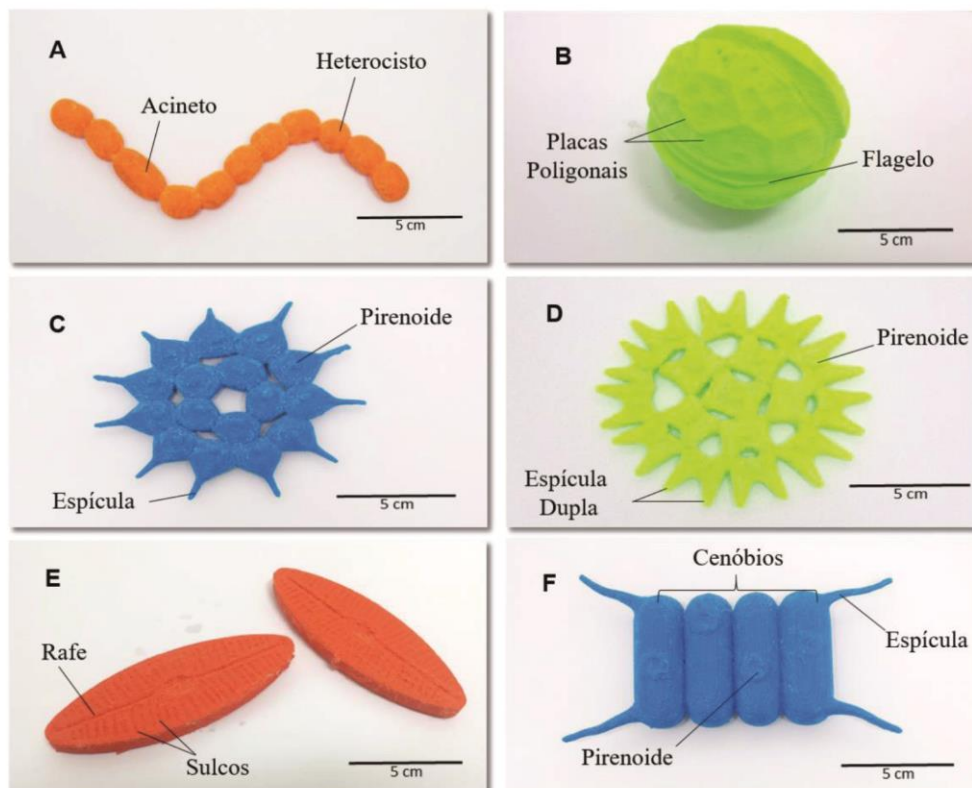 A
Acineto
Heterocisto
5 cm
B
Placas
Poligonais
Flagelo
5 cm
C
Pirenoide
Espícula
5 cm
D
Pirenoide
Espícula
Dupla
5 cm
E
Rafe
Sulcos
5 cm
F
Cenóbios
Espícula
Pirenoide
5 cm